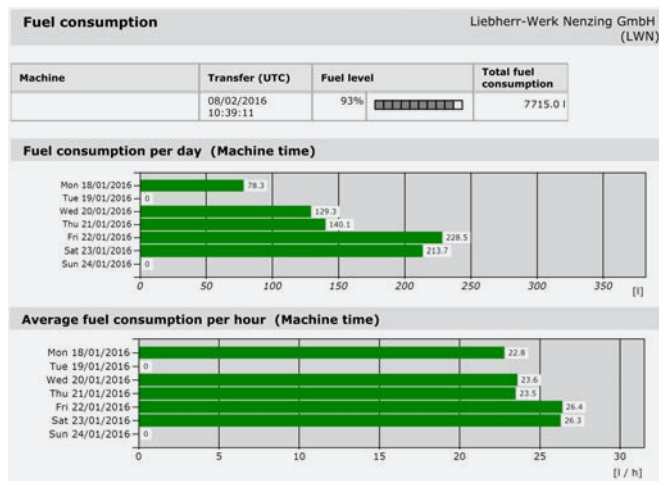 Fuel consumption
Liebherr-Werk Nenzing GmbH
(LWN)
Machine Transfer (UTC) Fuel level Total fuel consumption
08/02/2016 10:39:11 93% 7715.0 l
Fuel consumption per day (Machine time)
Mon 18/01/2016 78.3
Tue 19/01/2016 0
Wed 20/01/2016 129.3
Thu 21/01/2016 140.1
Fri 22/01/2016 228.5
Sat 23/01/2016 213.7
Sun 24/01/2016 0
0 50 100 150 200 250 300 350 [l]
Average fuel consumption per hour (Machine time)
Mon 18/01/2016 22.8
Tue 19/01/2016 0
Wed 20/01/2016 23.6
Thu 21/01/2016 23.5
Fri 22/01/2016 26.4
Sat 23/01/2016 26.3
Sun 24/01/2016 0
0 5 10 15 20 25 30
[l / h]